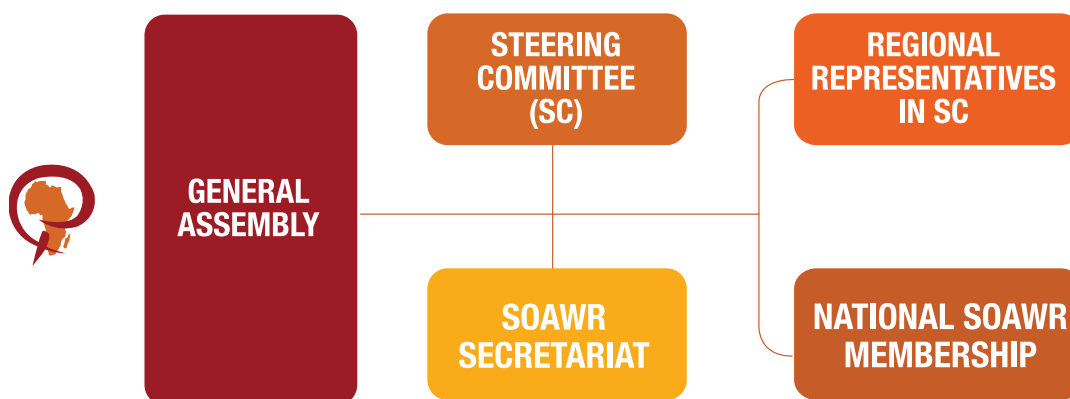 GENERAL
ASSEMBLY
STEERING
COMMITTEE
(SC)
SOAWR
SECRETARIAT
REGIONAL
REPRESENTATIVES
IN SC
NATIONAL SOAWR
MEMBERSHIP